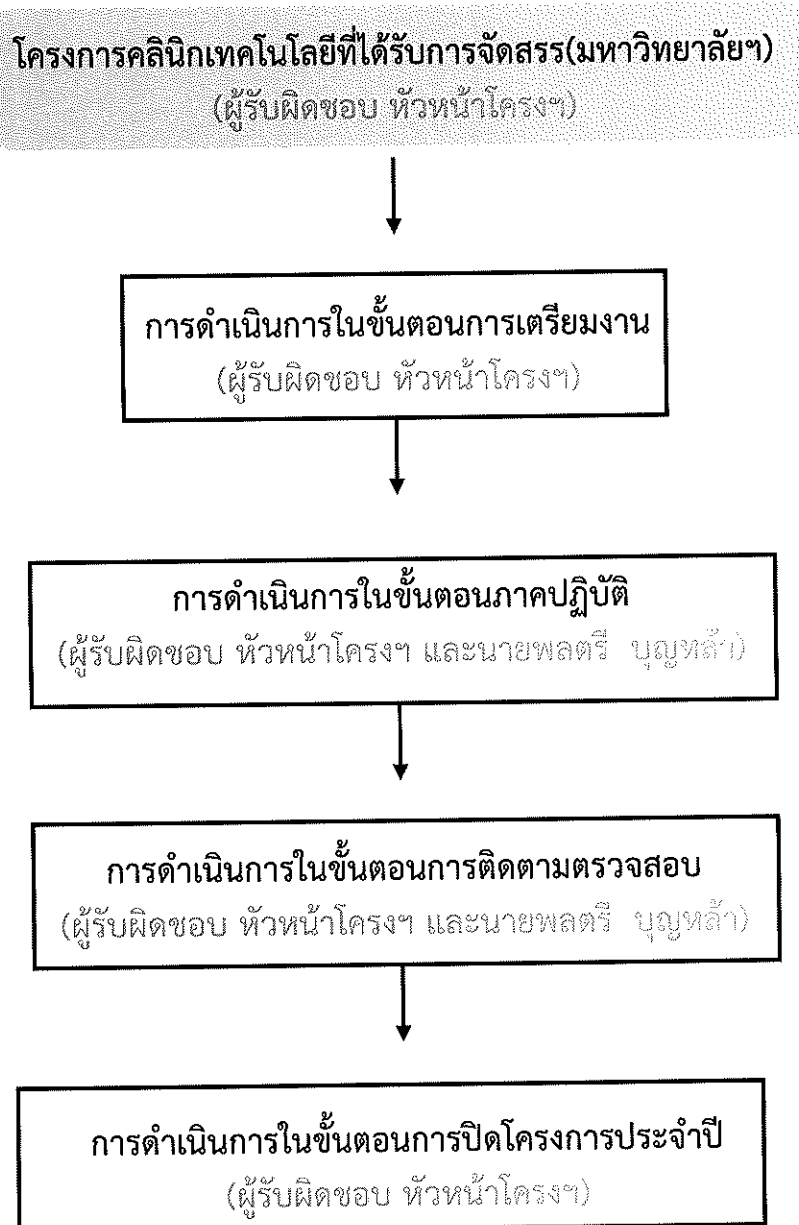 โครงการคลินิกเทคโนโลยีที่ได้รับการจัดสรร(มหาวิทยาลัยฯ)
(ผู้รับผิดชอบ หัวหน้าโครงฯ)
การดำเนินการในขั้นตอนการเตรียมงาน
(ผู้รับผิดชอบ หัวหน้าโครงฯ)
การดำเนินการในขั้นตอนภาคปฏิบัติ
(ผู้รับผิดชอบ หัวหน้าโครงฯ และนายพลตรี บุญหล้า)
การดำเนินการในขั้นตอนการติดตามตรวจสอบ
(ผู้รับผิดชอบ หัวหน้าโครงฯ และนายพลตรี บุญหล้า)
การดำเนินการในขั้นตอนการปิดโครงการประจำปี
(ผู้รับผิดชอบ หัวหน้าโครงฯ)